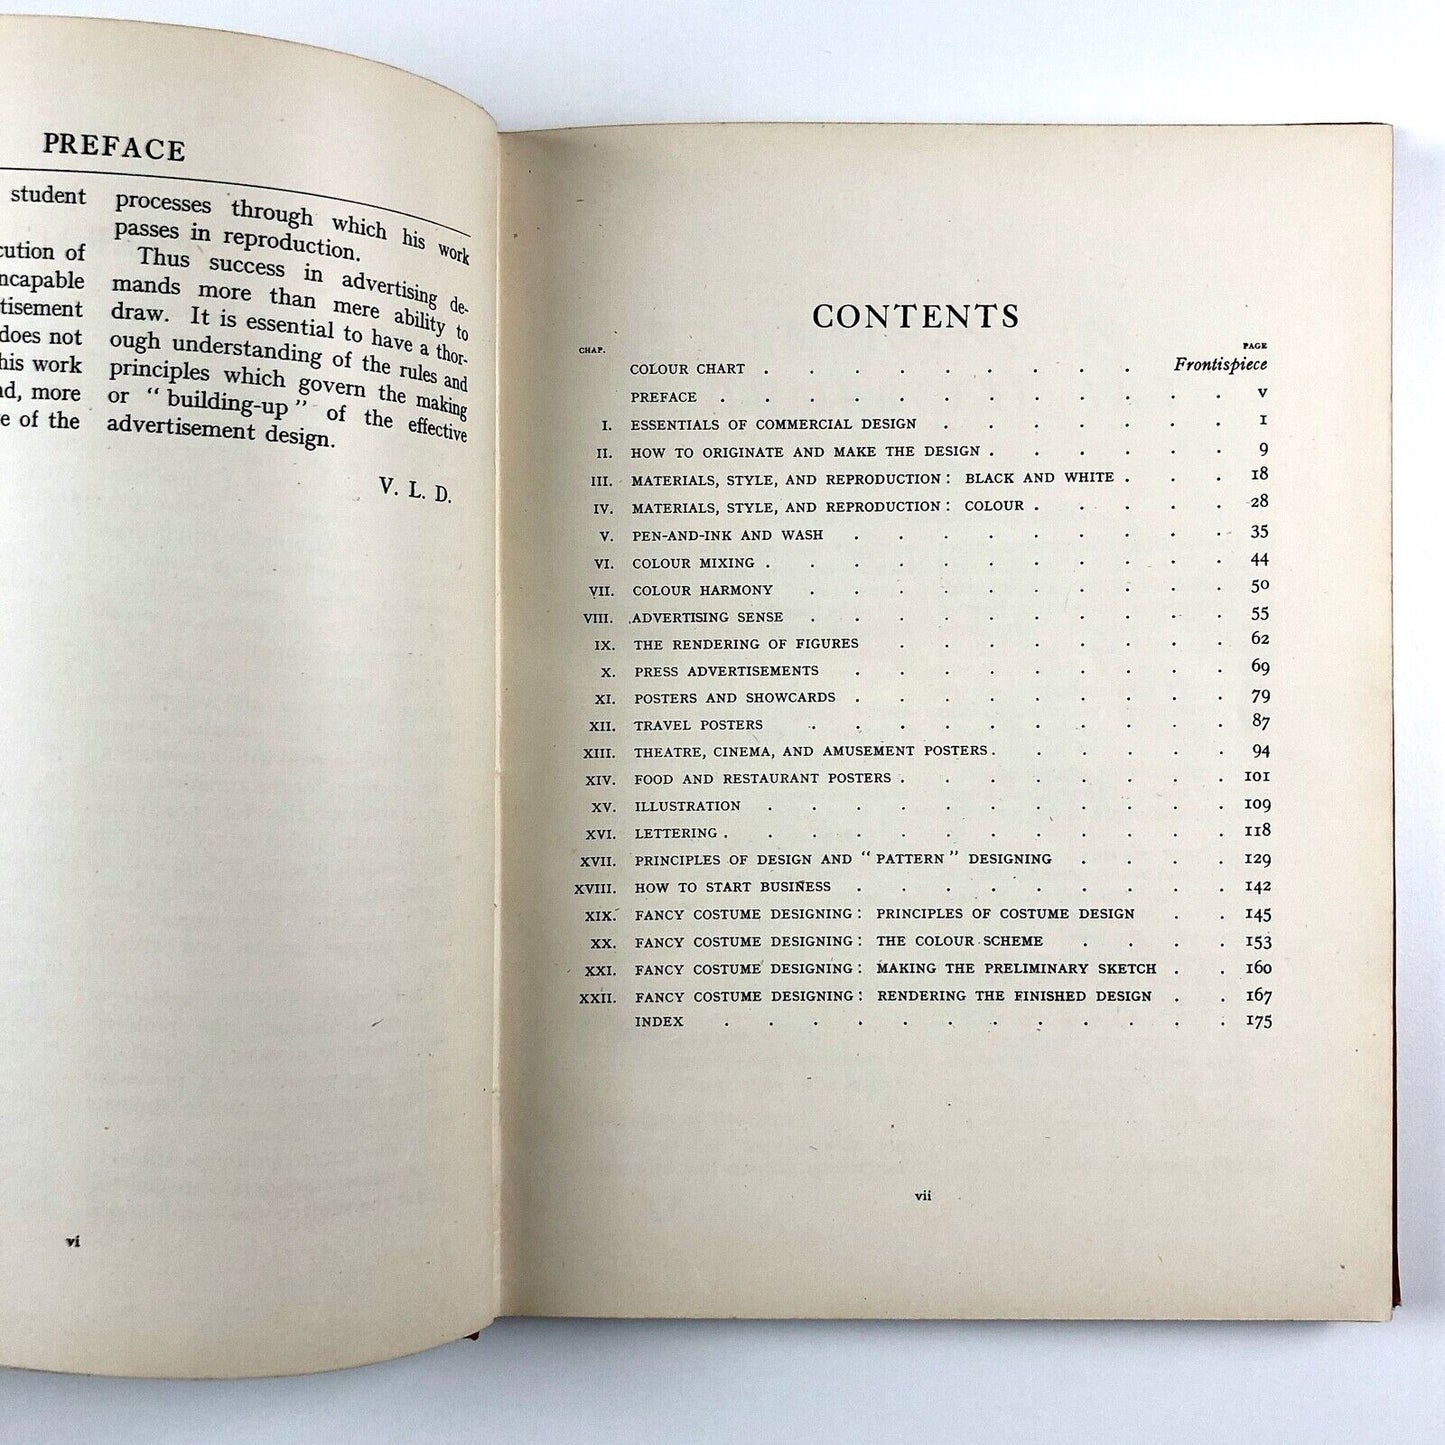 PREFACE
student
cution of
ncapable
tisement
does not
his work
nd, more
e of the
processes through which his work
passes in reproduction.
Thus success in advertising de-
mands more than mere ability to
draw. It is essential to have a thor-
ough understanding of the rules and
principles which govern the making
or "building-up" of the effective
advertisement design.
V. L. D.
vi
CONTENTS
CHAP. PAGE
COLOUR CHART . . . . . . . . . Frontispiece
PREFACE . . . . . . . . . . . . v
I. ESSENTIALS OF COMMERCIAL DESIGN . . . . . . . 1
II. HOW TO ORIGINATE AND MAKE THE DESIGN . . . . . . 9
III. MATERIALS, STYLE, AND REPRODUCTION: BLACK AND WHITE . . . 18
IV. MATERIALS, STYLE, AND REPRODUCTION: COLOUR . . . . . 28
V. PEN-AND-INK AND WASH . . . . . . . . . 35
VI. COLOUR MIXING . . . . . . . . . . . 44
VII. COLOUR HARMONY . . . . . . . . . . 50
VIII. ADVERTISING SENSE . . . . . . . . . . 55
IX. THE RENDERING OF FIGURES . . . . . . . . 62
X. PRESS ADVERTISEMENTS . . . . . . . . . 69
XI. POSTERS AND SHOWCARDS . . . . . . . . . 79
XII. TRAVEL POSTERS . . . . . . . . . . 87
XIII. THEATRE, CINEMA, AND AMUSEMENT POSTERS . . . . . . 94
XIV. FOOD AND RESTAURANT POSTERS . . . . . . . . 101
XV. ILLUSTRATION . . . . . . . . . . . 109
XVI. LETTERING . . . . . . . . . . . . 118
XVII. PRINCIPLES OF DESIGN AND "PATTERN" DESIGNING . . . . 129
XVIII. HOW TO START BUSINESS . . . . . . . . . 142
XIX. FANCY COSTUME DESIGNING: PRINCIPLES OF COSTUME DESIGN . . 145
XX. FANCY COSTUME DESIGNING: THE COLOUR SCHEME . . . . 153
XXI. FANCY COSTUME DESIGNING: MAKING THE PRELIMINARY SKETCH . . 160
XXII. FANCY COSTUME DESIGNING: RENDERING THE FINISHED DESIGN . . 167
INDEX . . . . . . . . . . . . 175
vii